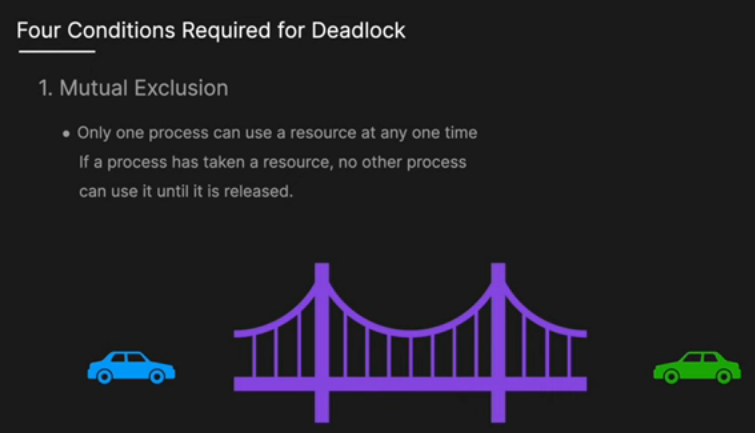 Four Conditions Required for Deadlock
1. Mutual Exclusion
• Only one process can use a resource at any one time
If a process has taken a resource, no other process
can use it until it is released.